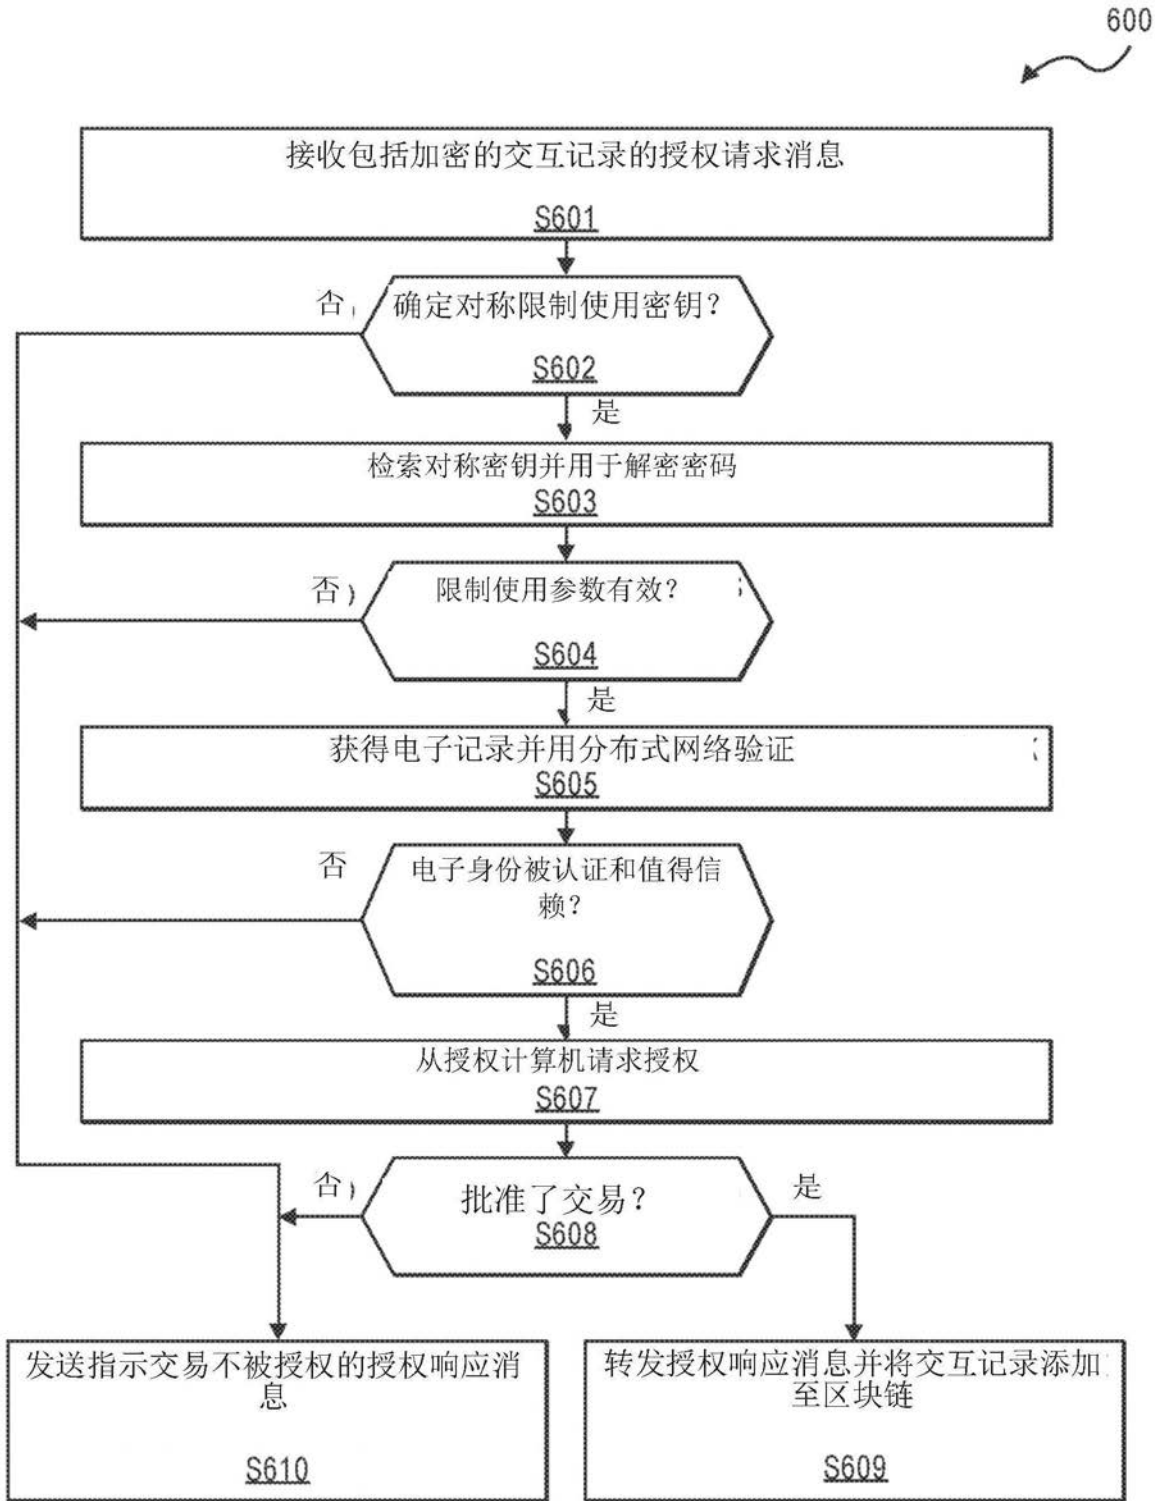 600
接收包括加密的交互记录的授权请求消息
S601
否
确定对称限制使用密钥？
S602
是
检索对称密钥并用于解密密码
S603
否
限制使用参数有效？
S604
是
获得电子记录并用分布式网络验证
S605
否
电子身份被认证和值得信
赖？
S606
是
从授权计算机请求授权
S607
否
批准了交易？
是
S608
发送指示交易不被授权的授权响应消
息
S610
转发授权响应消息并将交互记录添加
至区块链
S609